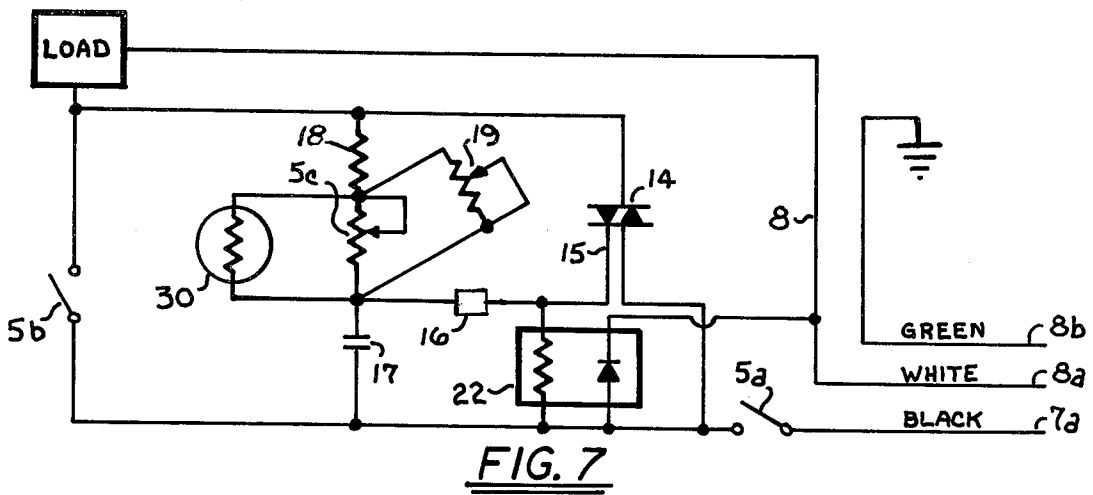 LOAD
18
19
5c
14
8
15
30
5b
16
17
22
5a
GREEN 8b
WHITE 8a
BLACK 7a
FIG. 7